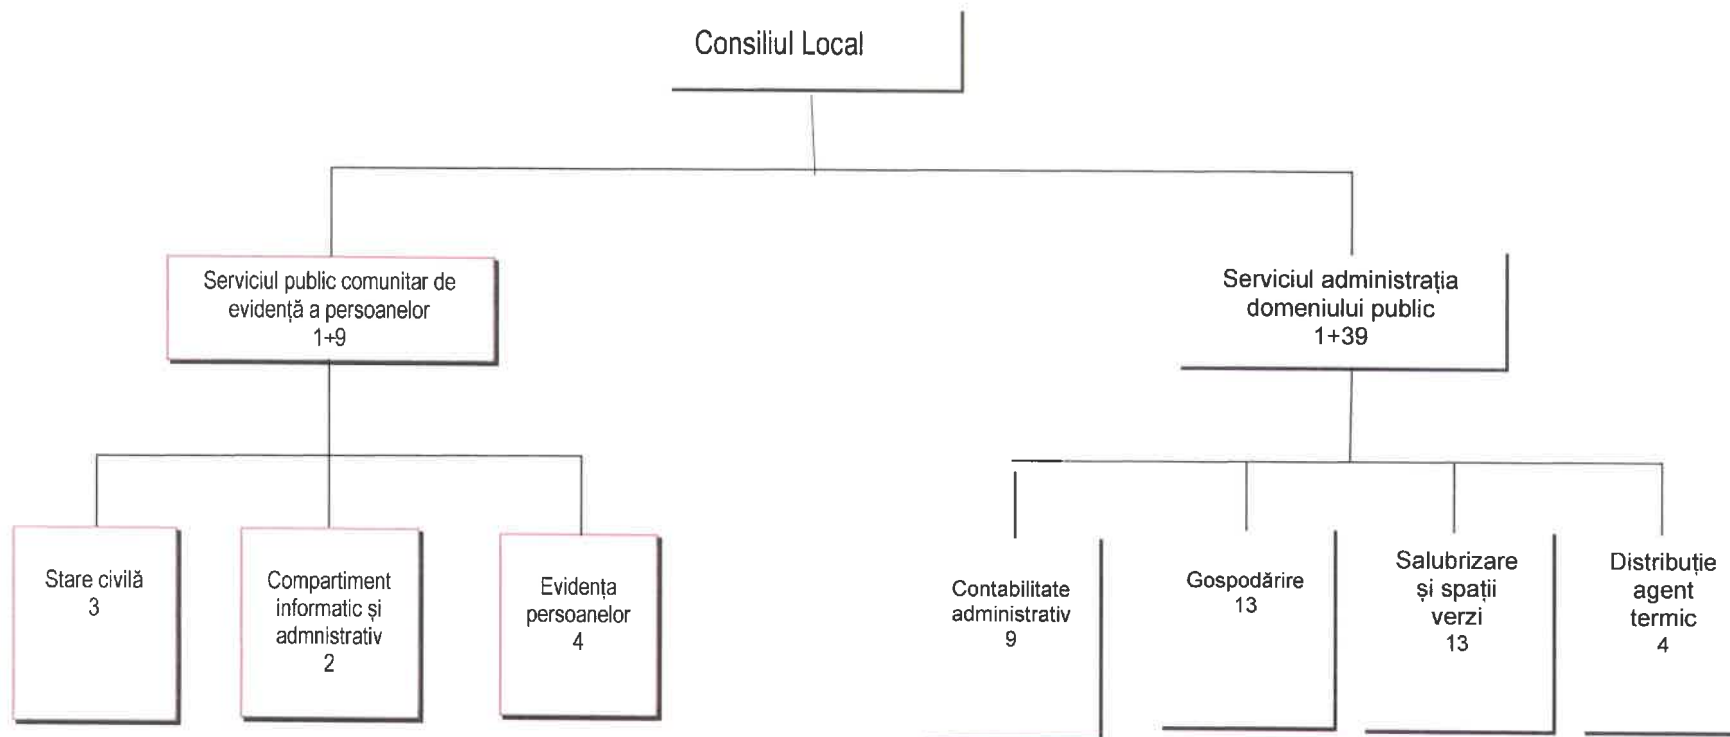 Consiliul Local
Serviciul public comunitar de
evidență a persoanelor
1+9
Serviciul administrația
domeniului public
1+39
Stare civilă
3
Compartiment
informatic și
admnistrativ
2
Evidența
persoanelor
4
Contabilitate
administrativ
9
Gospodărire
13
Salubrizare
și spații
verzi
13
Distribuție
agent
termic
4